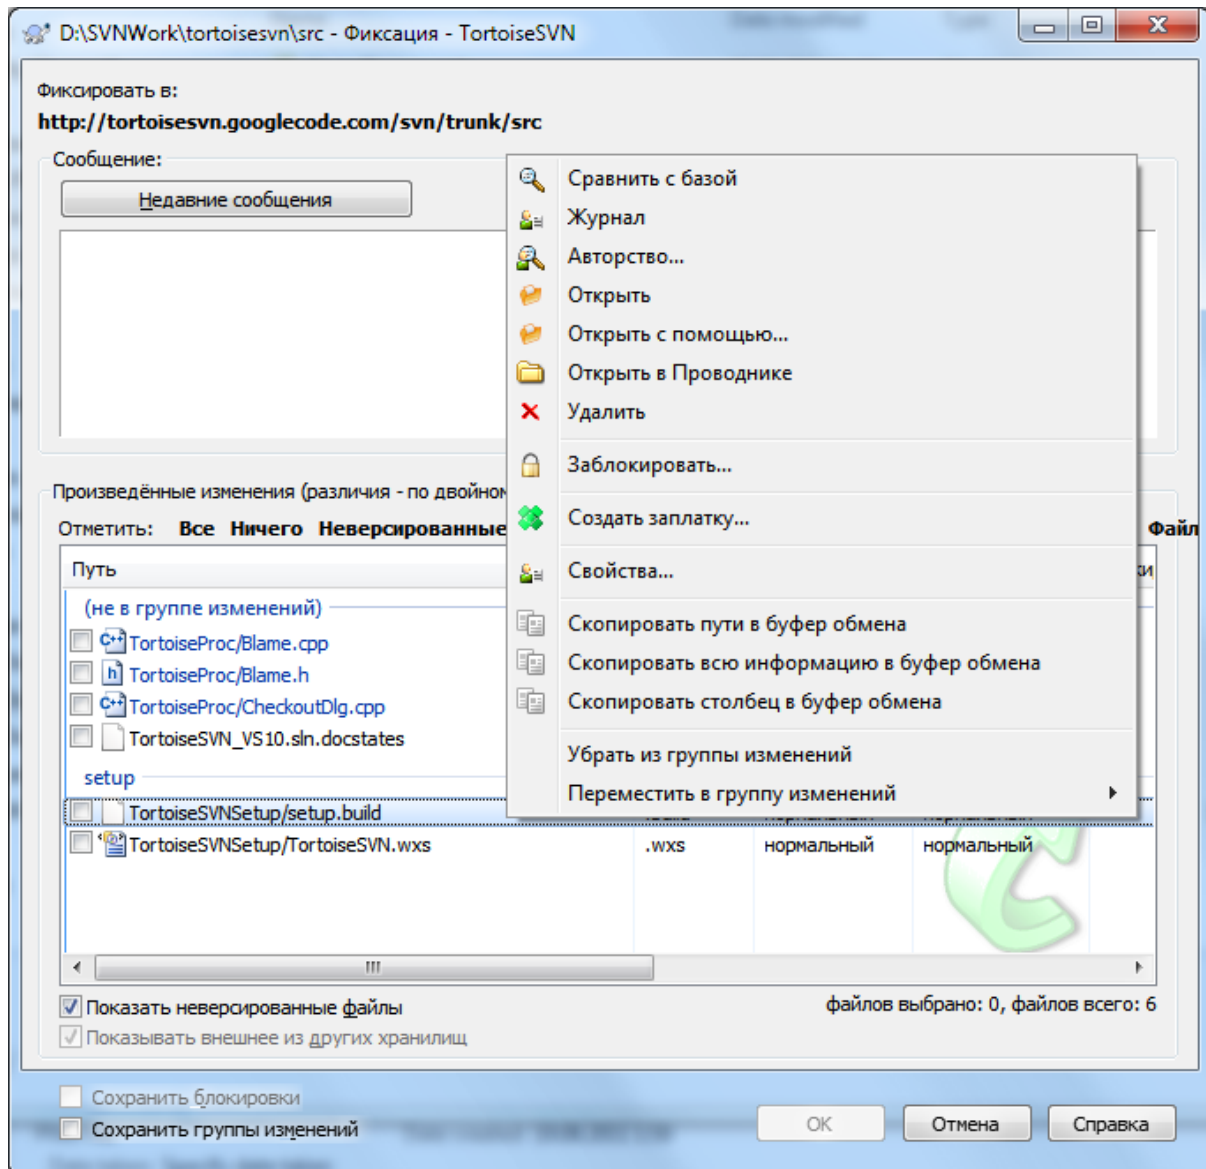 D:\SVNWork\tortoisesvn\src - Фиксация - TortoiseSVN
Фиксировать в:
http://tortoisesvn.googlecode.com/svn/trunk/src
Сообщение:
Недавние сообщения
Сравнить с базой
Журнал
Авторство...
Открыть
Открыть с помощью...
Открыть в Проводнике
Удалить
Заблокировать...
Создать заплатку...
Свойства...
Скопировать пути в буфер обмена
Скопировать всю информацию в буфер обмена
Скопировать столбец в буфер обмена
Убрать из группы изменений
Переместить в группу изменений
Произведённые изменения (различия - по двойном
Отметить: Все Ничего Неверсированные Файл
Путь
(не в группе изменений)
TortoiseProc/Blame.cpp
TortoiseProc/Blame.h
TortoiseProc/CheckoutDlg.cpp
TortoiseSVN_VS10.sln.docstates
setup
TortoiseSVNSetup/setup.build
TortoiseSVNSetup/TortoiseSVN.wxs .wxs нормальный нормальный
Показать неверсированные файлы файлов выбрано: 0, файлов всего: 6
Показывать внешнее из других хранилищ
Сохранить блокировки
Сохранить группы изменений
OK Отмена Справка